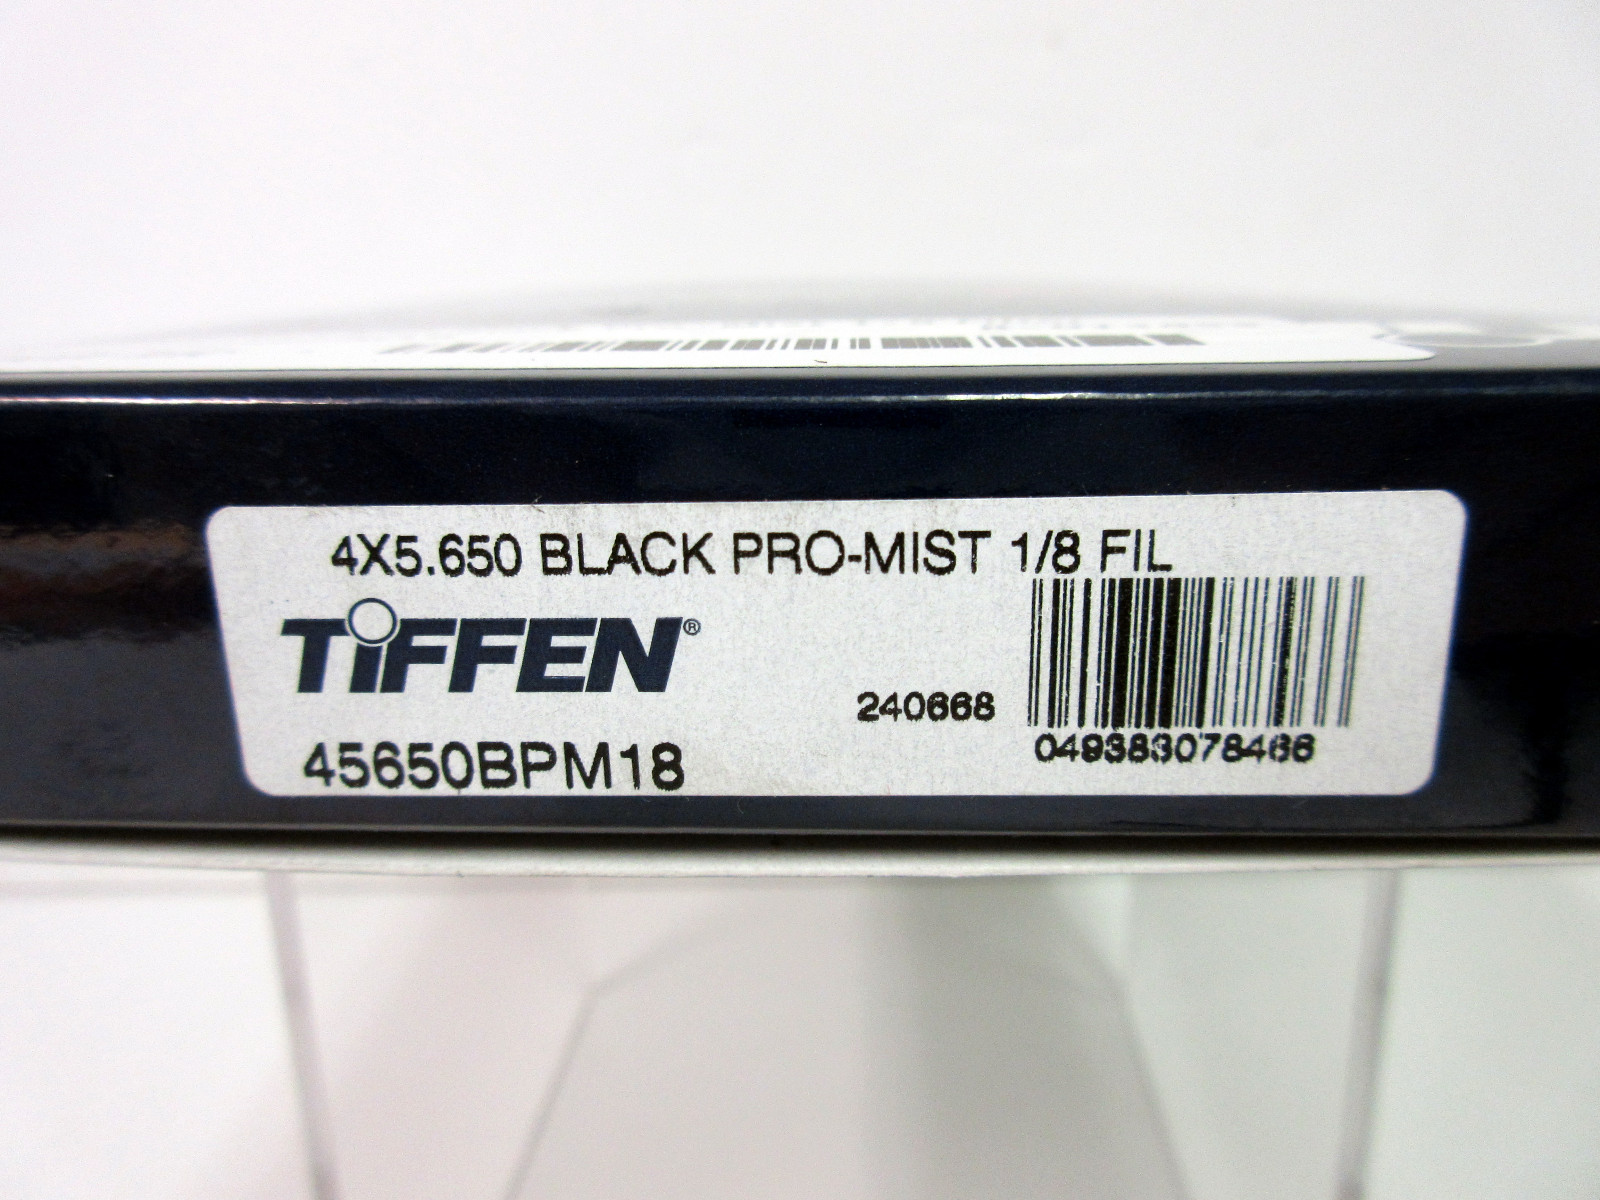 4X5.650 BLACK PRO-MIST 1/8 FIL
TIFFEN®
240668
45650BPM18
049383078466